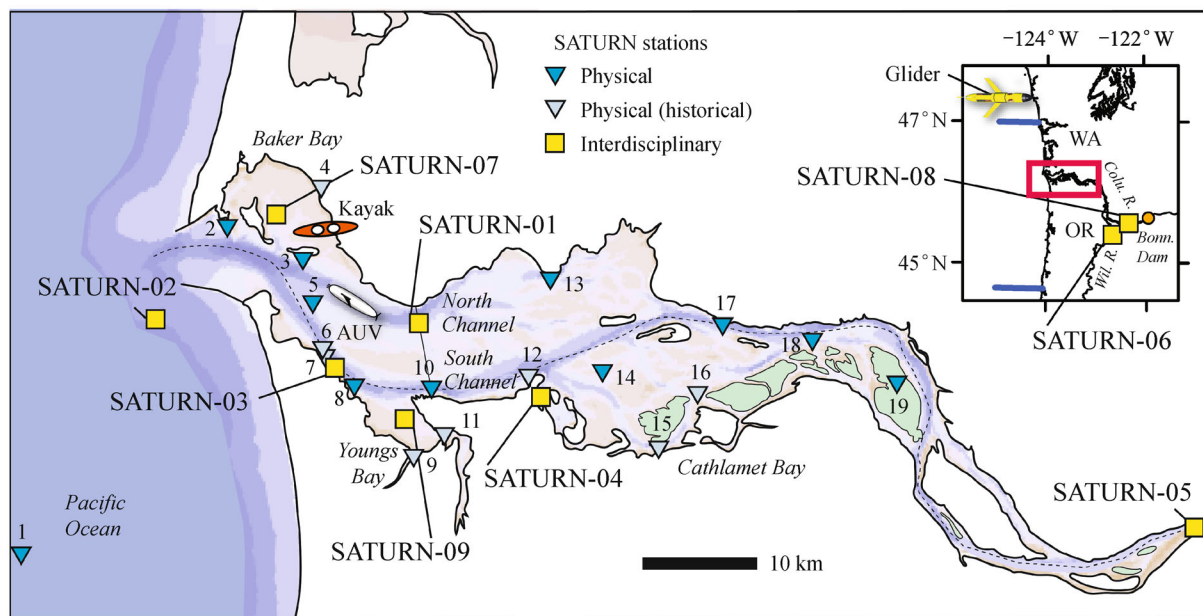 SATURN stations
Physical
Physical (historical)
Interdisciplinary
−124°W
−122°W
Glider
47°N
WA
SATURN-08
Colu. R.
OR
Bonn.
Dam
45°N
Wil. R.
SATURN-06
Baker Bay
4
SATURN-07
Kayak
2
SATURN-01
3
5
13
SATURN-02
North
Channel
AUV
6
17
18
7
South
Channel
12
10
8
14
16
19
SATURN-03
11
15
Youngs
Bay
9
SATURN-04
Cathlamet Bay
SATURN-05
Pacific
Ocean
1
SATURN-09
10 km